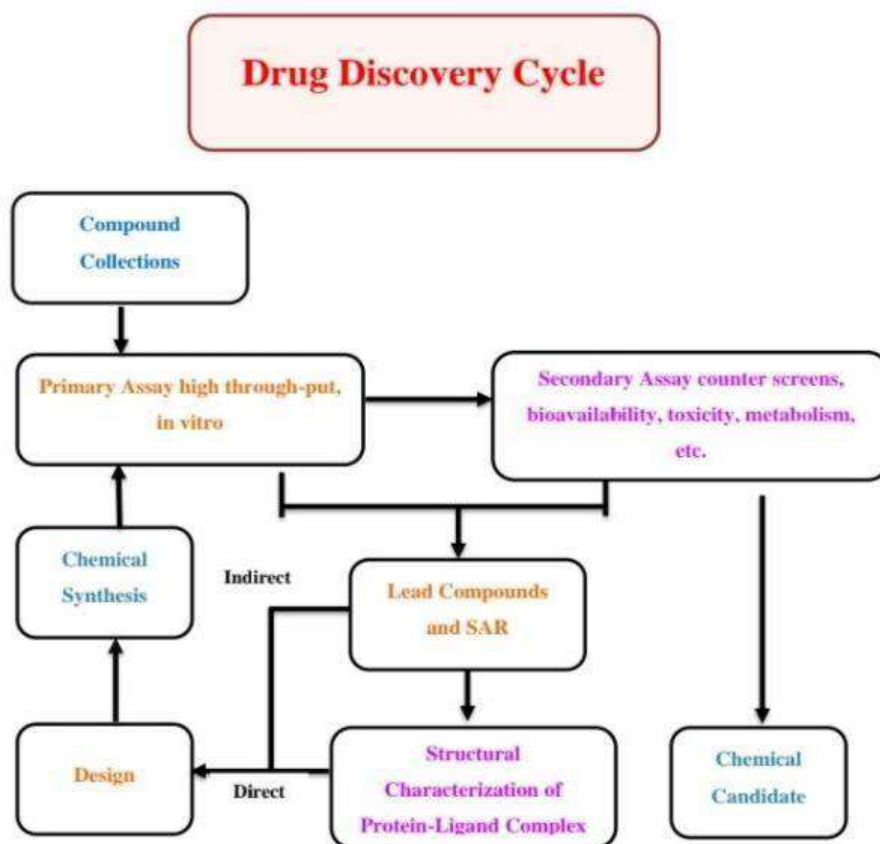 Drug Discovery Cycle
Compound
Collections
Primary Assay high through-put,
in vitro
Secondary Assay counter screens,
bioavailability, toxicity, metabolism,
etc.
Chemical
Synthesis
Indirect
Lead Compounds
and SAR
Design
Direct
Structural
Characterization of
Protein-Ligand Complex
Chemical
Candidate